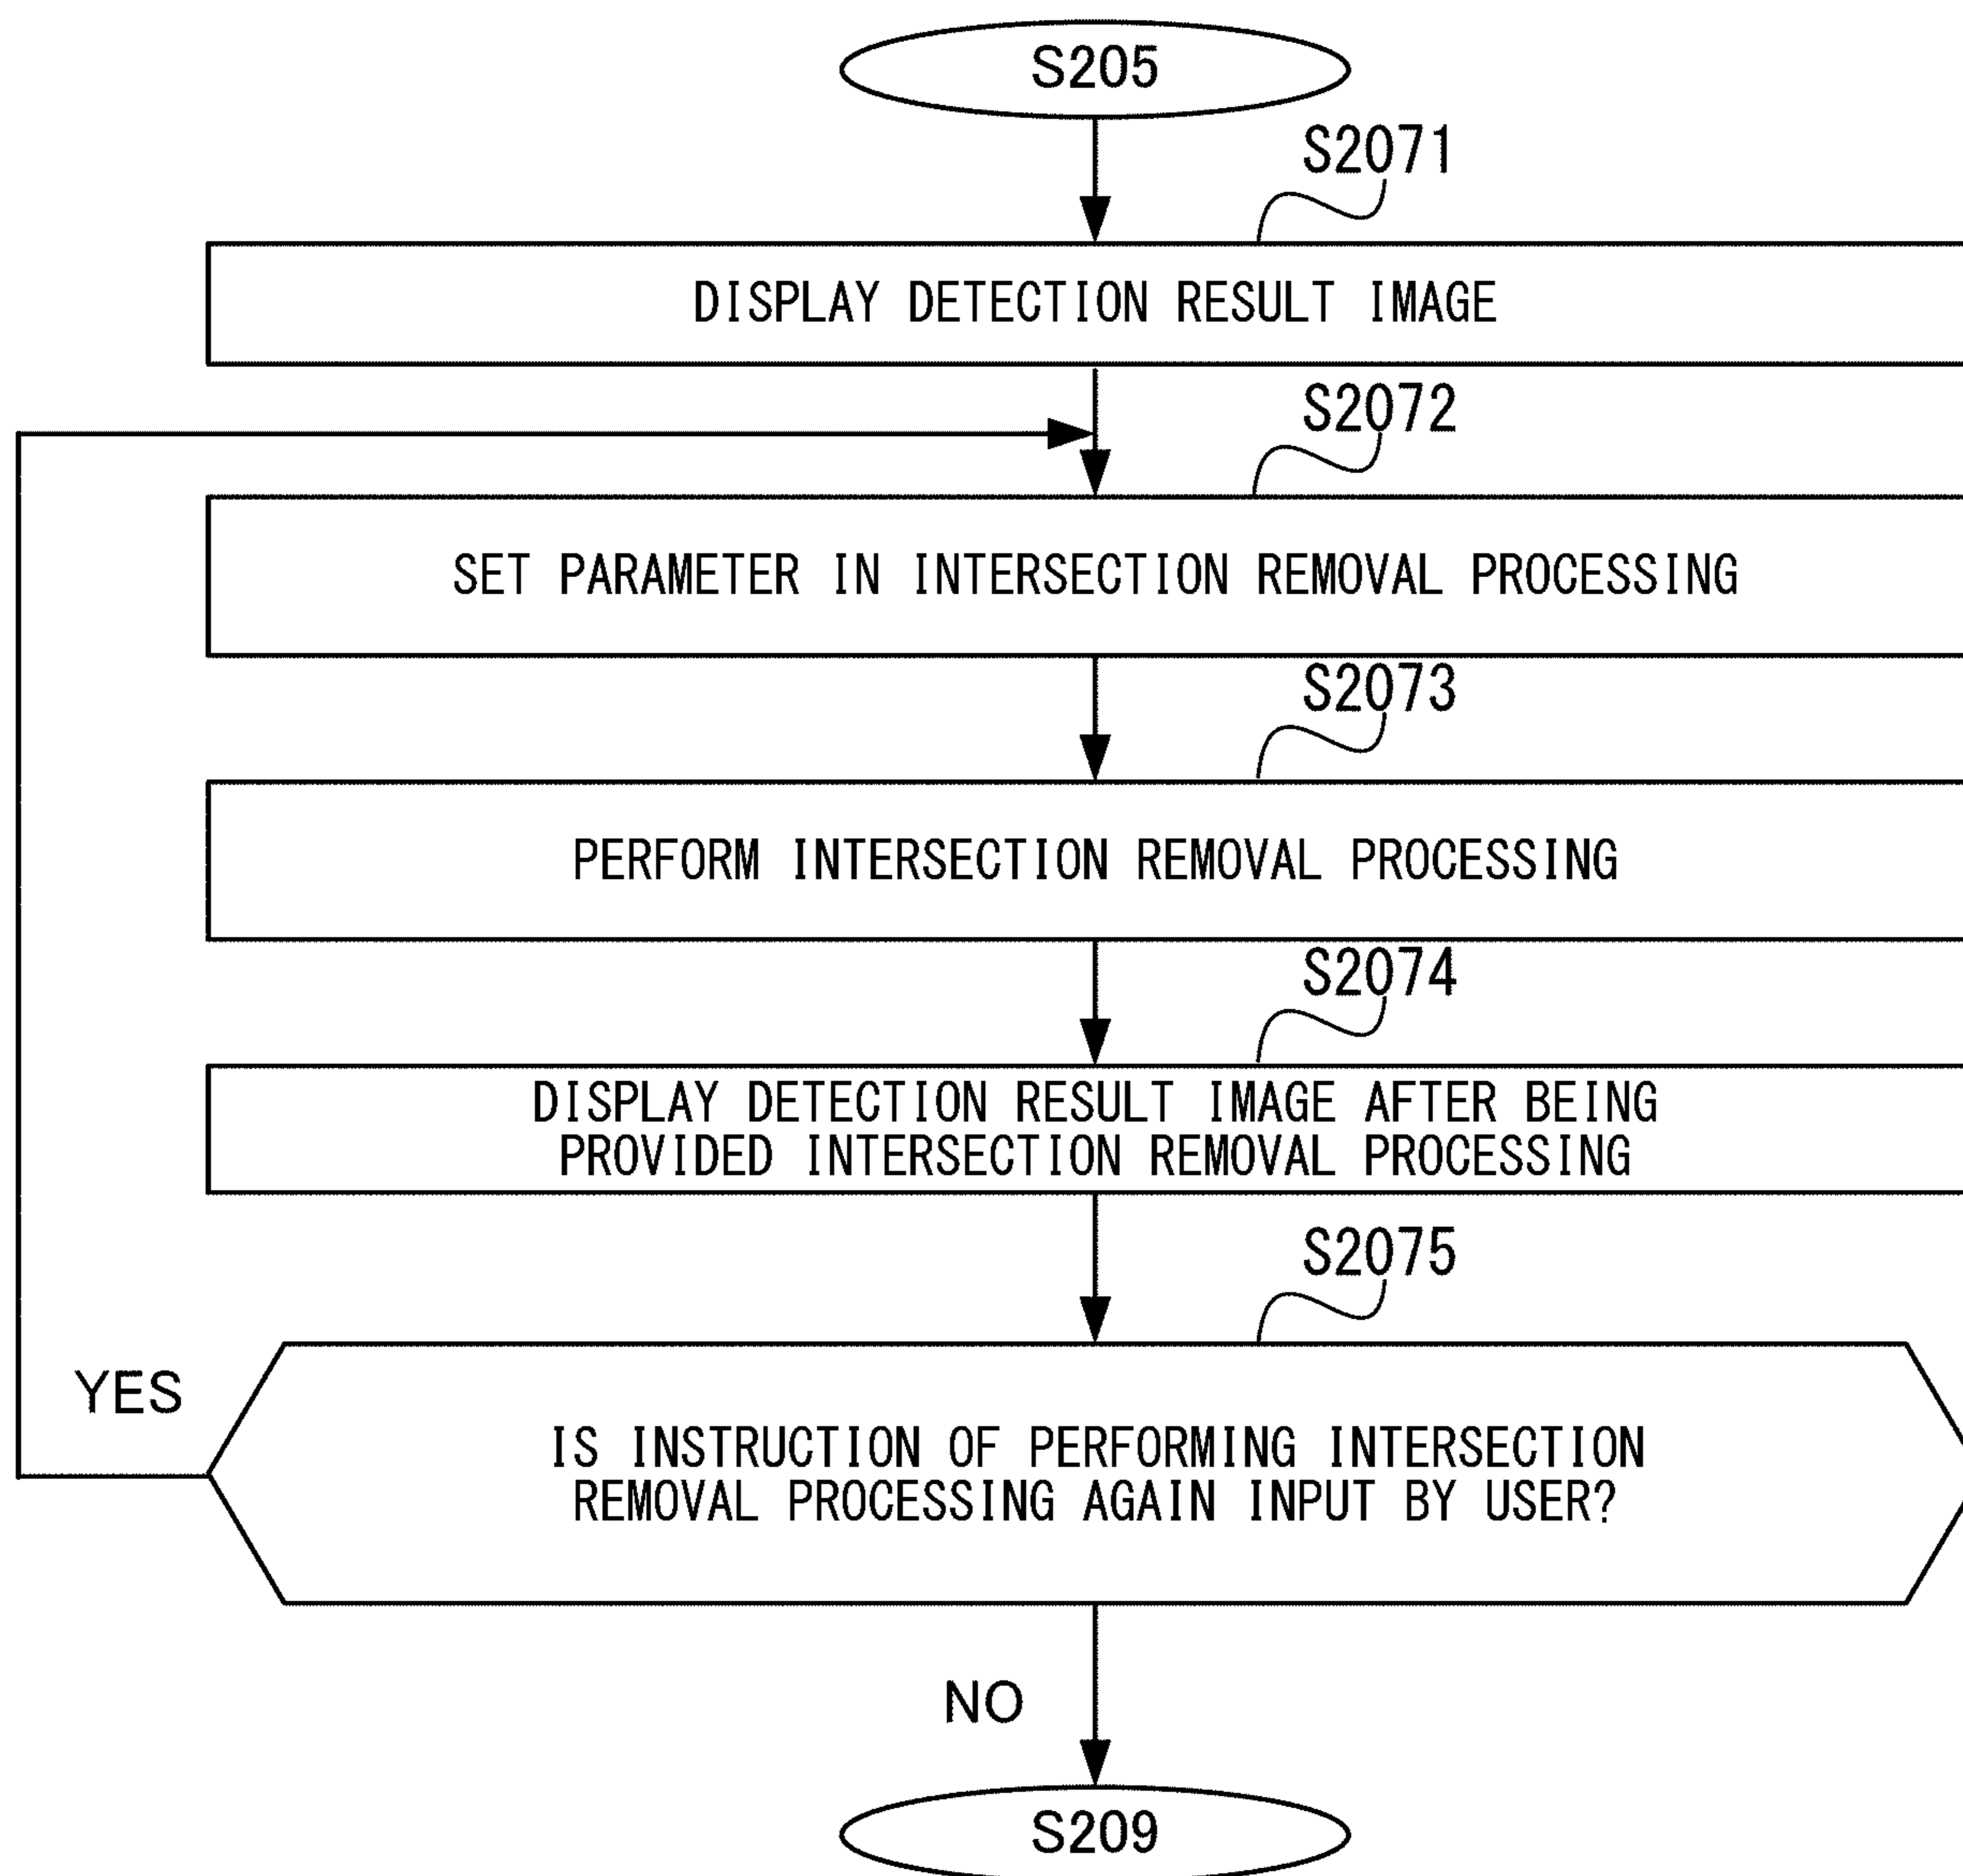 S205
S2071
DISPLAY DETECTION RESULT IMAGE
S2072
SET PARAMETER IN INTERSECTION REMOVAL PROCESSING
S2073
PERFORM INTERSECTION REMOVAL PROCESSING
S2074
DISPLAY DETECTION RESULT IMAGE AFTER BEING
PROVIDED INTERSECTION REMOVAL PROCESSING
S2075
YES
IS INSTRUCTION OF PERFORMING INTERSECTION
REMOVAL PROCESSING AGAIN INPUT BY USER?
NO
S209